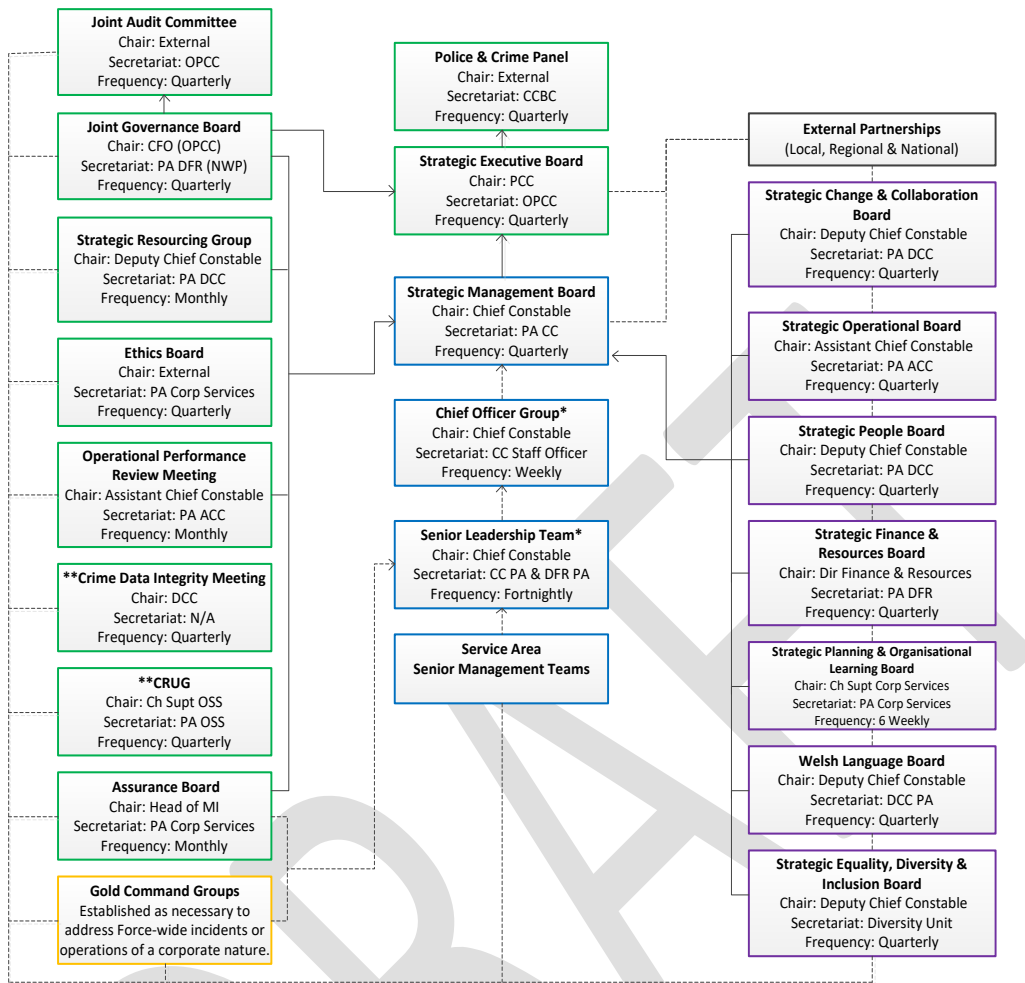 Joint Audit Committee
Chair: External
Secretariat: OPCC
Frequency: Quarterly
Joint Governance Board
Chair: CFO (OPCC)
Secretariat: PA DFR (NWP)
Frequency: Quarterly
Strategic Resourcing Group
Chair: Deputy Chief Constable
Secretariat: PA DCC
Frequency: Monthly
Ethics Board
Chair: External
Secretariat: PA Corp Services
Frequency: Quarterly
Operational Performance
Review Meeting
Chair: Assistant Chief Constable
Secretariat: PA ACC
Frequency: Monthly
**Crime Data Integrity Meeting
Chair: DCC
Secretariat: N/A
Frequency: Quarterly
**CRUG
Chair: Ch Supt OSS
Secretariat: PA OSS
Frequency: Quarterly
Assurance Board
Chair: Head of MI
Secretariat: PA Corp Services
Frequency: Monthly
Gold Command Groups
Established as necessary to
address Force-wide incidents or
operations of a corporate nature.
Police & Crime Panel
Chair: External
Secretariat: CCBC
Frequency: Quarterly
Strategic Executive Board
Chair: PCC
Secretariat: OPCC
Frequency: Quarterly
Strategic Management Board
Chair: Chief Constable
Secretariat: PA CC
Frequency: Quarterly
Chief Officer Group*
Chair: Chief Constable
Secretariat: CC Staff Officer
Frequency: Weekly
Senior Leadership Team*
Chair: Chief Constable
Secretariat: CC PA & DFR PA
Frequency: Fortnightly
Service Area
Senior Management Teams
External Partnerships
(Local, Regional & National)
Strategic Change & Collaboration
Board
Chair: Deputy Chief Constable
Secretariat: PA DCC
Frequency: Quarterly
Strategic Operational Board
Chair: Assistant Chief Constable
Secretariat: PA ACC
Frequency: Quarterly
Strategic People Board
Chair: Deputy Chief Constable
Secretariat: PA DCC
Frequency: Quarterly
Strategic Finance &
Resources Board
Chair: Dir Finance & Resources
Secretariat: PA DFR
Frequency: Quarterly
Strategic Planning & Organisational
Learning Board
Chair: Ch Supt Corp Services
Secretariat: PA Corp Services
Frequency: 6 Weekly
Welsh Language Board
Chair: Deputy Chief Constable
Secretariat: DCC PA
Frequency: Quarterly
Strategic Equality, Diversity &
Inclusion Board
Chair: Deputy Chief Constable
Secretariat: Diversity Unit
Frequency: Quarterly
DRAFT